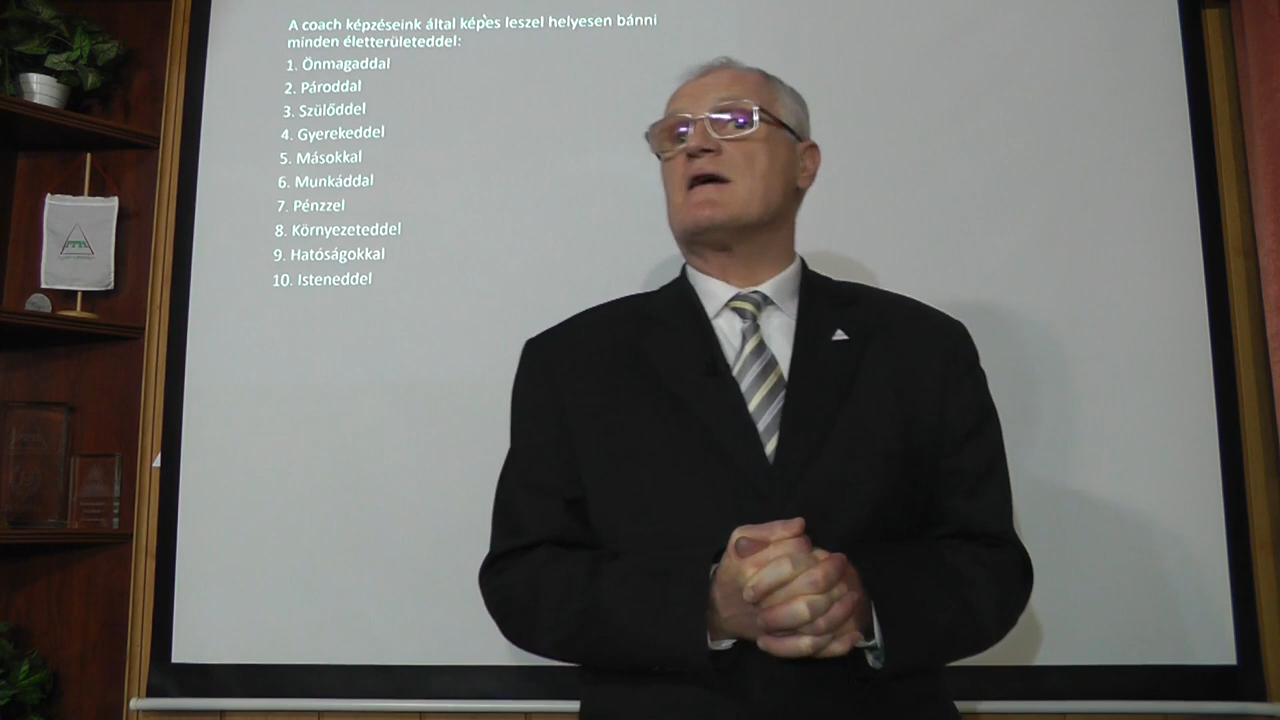 A coach képzéseink által képes leszel helyesen bánni
minden életterületeddel:
1. Önmagaddal
2. Pároddal
3. Szülőddel
4. Gyerekeddel
5. Másokkal
6. Munkáddal
7. Pénzzel
8. Környezeteddel
9. Hatóságokkal
10. Isteneddel